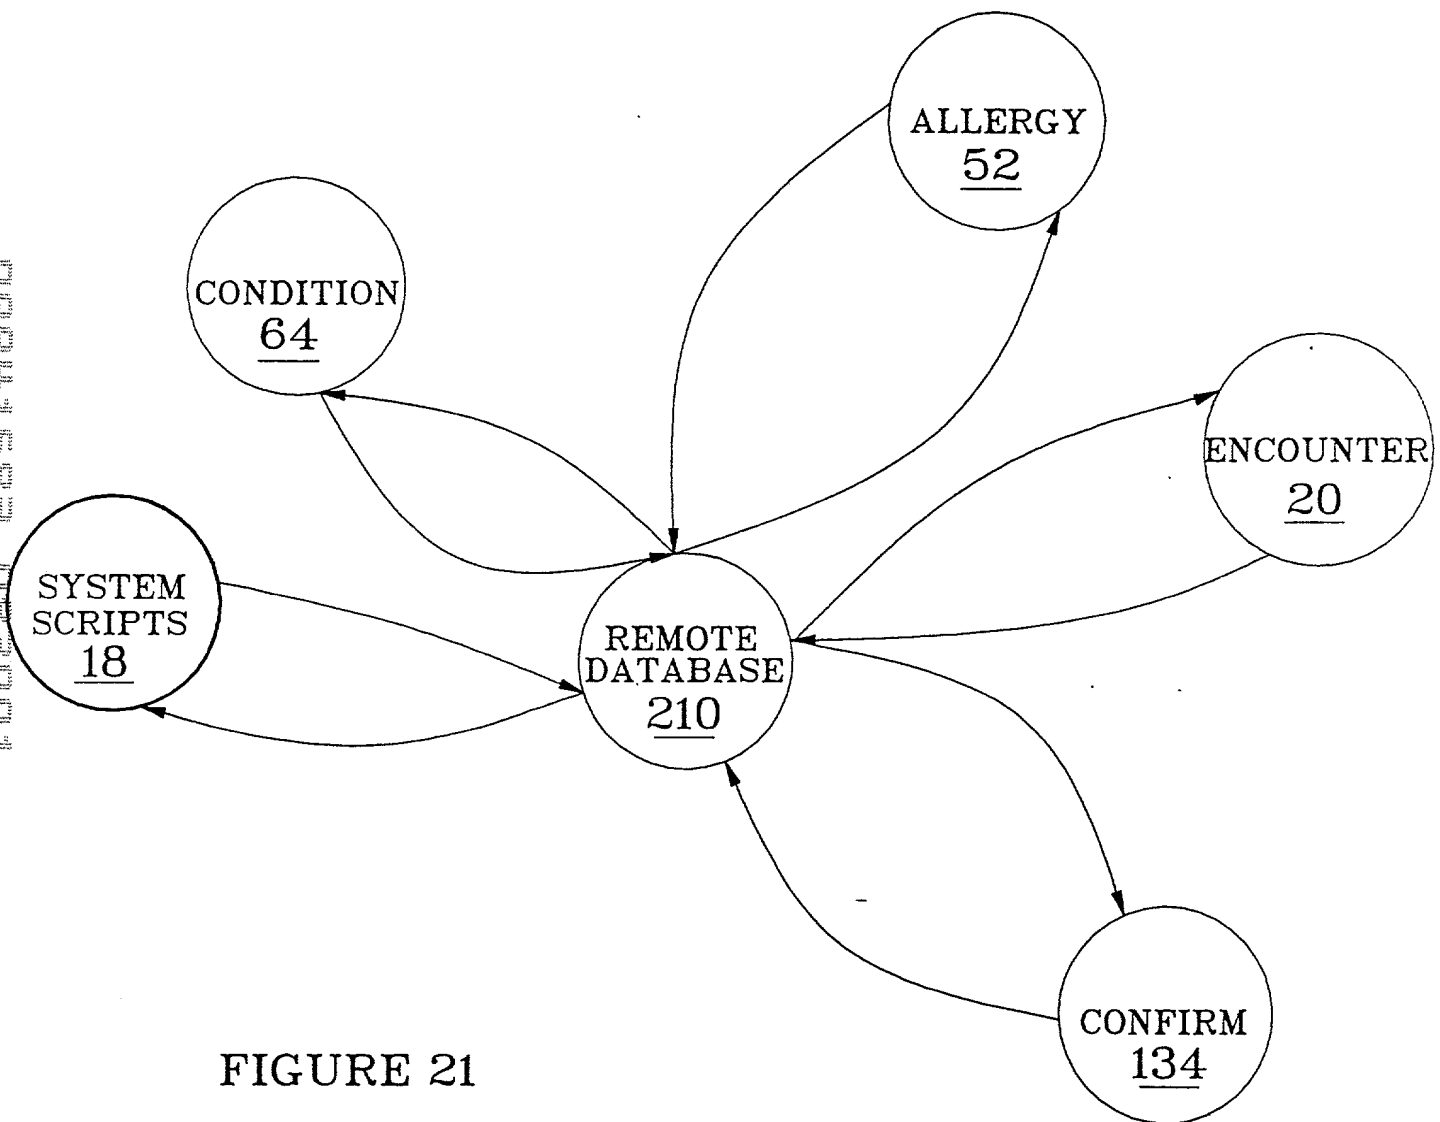 ALLERGY
52
CONDITION
64
ENCOUNTER
20
SYSTEM
SCRIPTS
18
REMOTE
DATABASE
210
CONFIRM
134
FIGURE 21